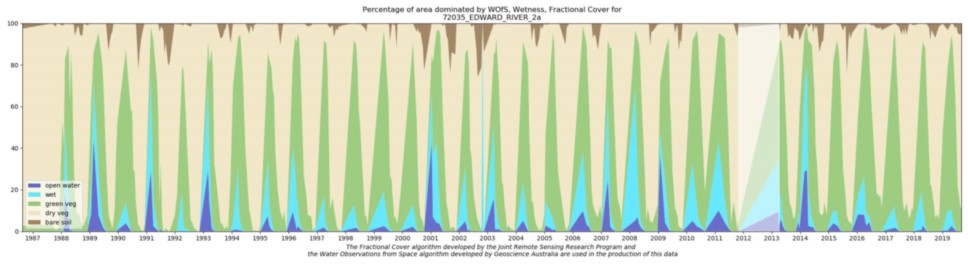 Percentage of area dominated by WOfS, Wetness, Fractional Cover for
72035_EDWARD_RIVER_2a
100
80
60
40
20
0
open water
wet
green veg
dry veg
bare soil
1987 1988 1989 1990 1991 1992 1993 1994 1995 1996 1997 1998 1999 2000 2001 2002 2003 2004 2005 2006 2007 2008 2009 2010 2011 2012 2013 2014 2015 2016 2017 2018 2019
The Fractional Cover algorithm developed by the Joint Remote Sensing Research Program and
the Water Observations from Space algorithm developed by Geoscience Australia are used in the production of this data